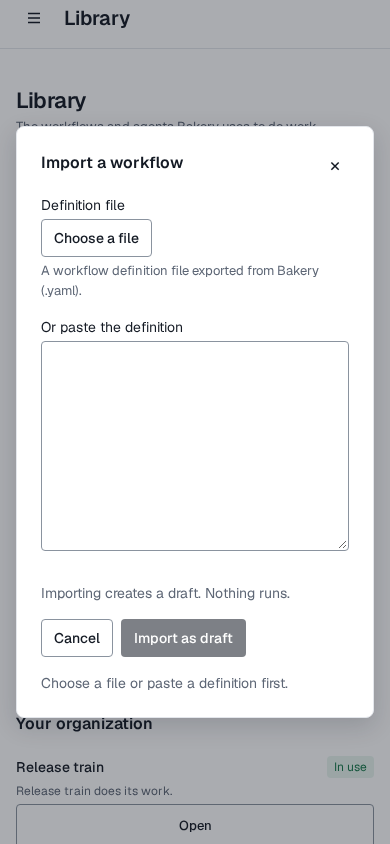 Library
Library
The workflows and agents Bakery uses to do work.
Import a workflow
Definition file
Choose a file
A workflow definition file exported from Bakery
(.yaml).
Or paste the definition
Importing creates a draft. Nothing runs.
Cancel
Import as draft
Choose a file or paste a definition first.
Your organization
Release train
In use
Release train does its work.
Open